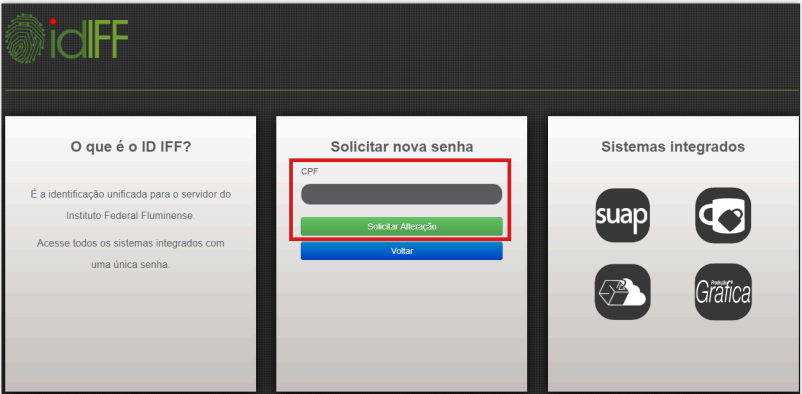 idIFF
O que é o ID IFF?
É a identificação unificada para o servidor do
Instituto Federal Fluminense.
Acesse todos os sistemas integrados com
uma única senha.
Solicitar nova senha
CPF
Solicitar Alteração
Voltar
Sistemas integrados
suap
Produção
Gráfica